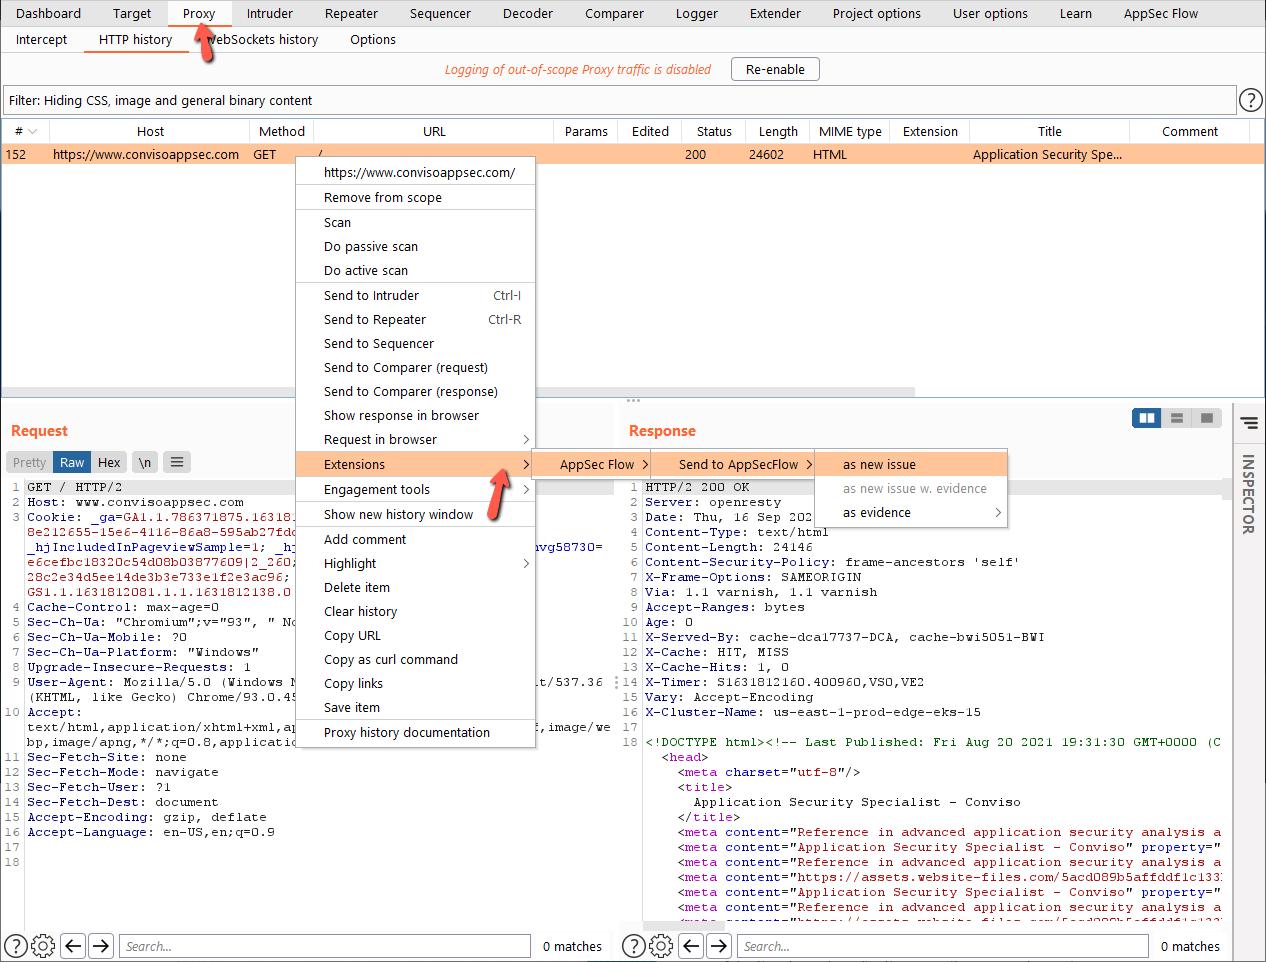 Dashboard Target Proxy Intruder Repeater Sequencer Decoder Comparer Logger Extender Project options User options Learn AppSec Flow
Intercept HTTP history WebSockets history Options
Logging of out-of-scope Proxy traffic is disabled Re-enable
Filter: Hiding CSS, image and general binary content ?
# Host Method URL Params Edited Status Length MIME type Extension Title Comment
152 https://www.convisoappsec.com GET / 200 24602 HTML Application Security Spe...
https://www.convisoappsec.com/
Remove from scope
Scan
Do passive scan
Do active scan
Send to Intruder Ctrl-I
Send to Repeater Ctrl-R
Send to Sequencer
Send to Comparer (request)
Send to Comparer (response)
Show response in browser
Request in browser
Extensions
Engagement tools
Show new history window
Add comment
Highlight
Delete item
Clear history
Copy URL
Copy as curl command
Copy links
Save item
Proxy history documentation
AppSec Flow
Send to AppSecFlow
as new issue
as new issue w. evidence
as evidence
Request
Pretty Raw Hex \n
1 GET / HTTP/2
2 Host: www.convisoappsec.com
3 Cookie: _ga=GA1.1.786371875.16318
8e212655-15e6-4116-86a8-595ab27fdd
_hjIncludedInPageviewSample=1; _h nvg58730=
e6cefbc18320c54d08b03877609|2_260;
28c2e34d5ee14de3b3e733e1f2e3ac96;
GS1.1.1631812081.1.1.1631812138.0
4 Cache-Control: max-age=0
5 Sec-Ch-Ua: "Chromium";v="93", " No
6 Sec-Ch-Ua-Mobile: ?0
7 Sec-Ch-Ua-Platform: "Windows"
8 Upgrade-Insecure-Requests: 1
9 User-Agent: Mozilla/5.0 (Windows N t/537.36
(KHTML, like Gecko) Chrome/93.0.45
10 Accept:
text/html,application/xhtml+xml,ap f,image/we
bp,image/apng,*/*;q=0.8,application
11 Sec-Fetch-Site: none
12 Sec-Fetch-Mode: navigate
13 Sec-Fetch-User: ?1
14 Sec-Fetch-Dest: document
15 Accept-Encoding: gzip, deflate
16 Accept-Language: en-US,en;q=0.9
17
18
Response
INSPECTOR
1 HTTP/2 200 OK
2 Server: openresty
3 Date: Thu, 16 Sep 202
4 Content-Type: text/html
5 Content-Length: 24146
6 Content-Security-Policy: frame-ancestors 'self'
7 X-Frame-Options: SAMEORIGIN
8 Via: 1.1 varnish, 1.1 varnish
9 Accept-Ranges: bytes
10 Age: 0
11 X-Served-By: cache-dca17737-DCA, cache-bwi5051-BWI
12 X-Cache: HIT, MISS
13 X-Cache-Hits: 1, 0
14 X-Timer: S1631812160.400960,VS0,VE2
15 Vary: Accept-Encoding
16 X-Cluster-Name: us-east-1-prod-edge-eks-15
17
18 <!DOCTYPE html><!-- Last Published: Fri Aug 20 2021 19:31:30 GMT+0000 (C
<head>
<meta charset="utf-8"/>
<title>
Application Security Specialist - Conviso
</title>
<meta content="Reference in advanced application security analysis a
<meta content="Application Security Specialist - Conviso" property="
<meta content="Reference in advanced application security analysis a
<meta content="https://assets.website-files.com/5acd089b5affddf1c133
<meta content="Application Security Specialist - Conviso" property="
<meta content="Reference in advanced application security analysis a
? Search... 0 matches
? Search... 0 matches